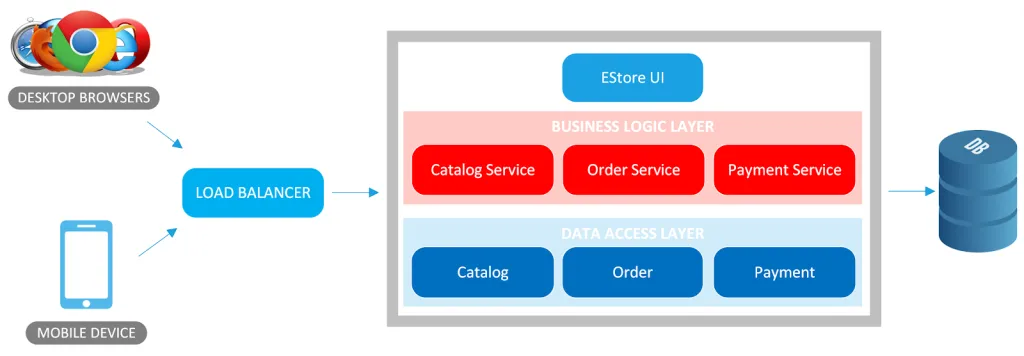 DESKTOP BROWSERS
MOBILE DEVICE
LOAD BALANCER
EStore UI
BUSINESS LOGIC LAYER
Catalog Service
Order Service
Payment Service
DATA ACCESS LAYER
Catalog
Order
Payment
DB